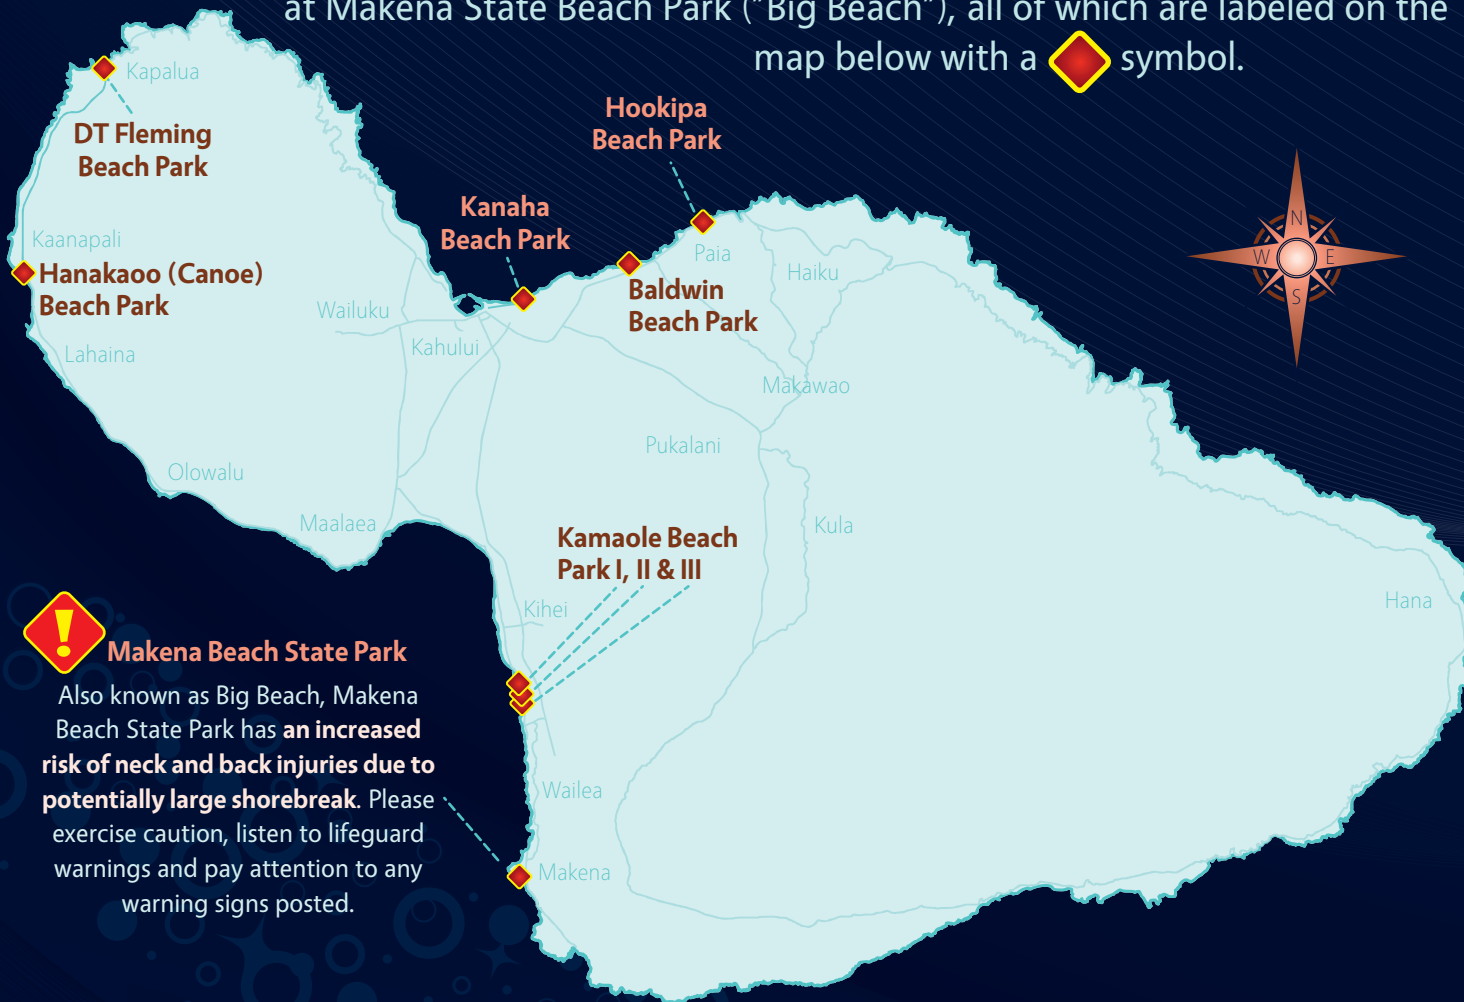 at Makena State Beach Park ("Big Beach"), all of which are labeled on the
map below with a symbol.
Kapalua
DT Fleming
Beach Park
Hookipa
Beach Park
Kanaha
Beach Park
N
W E
S
Kaanapali
Hanakaoo (Canoe)
Beach Park
Paia
Haiku
Baldwin
Beach Park
Wailuku
Kahului
Lahaina
Makawao
Pukalani
Olowalu
Maalaea
Kula
Kamaole Beach
Park I, II & III
Kihei
Hana
!
Makena Beach State Park
Also known as Big Beach, Makena
Beach State Park has an increased
risk of neck and back injuries due to
potentially large shorebreak. Please
exercise caution, listen to lifeguard
warnings and pay attention to any
warning signs posted.
Wailea
Makena